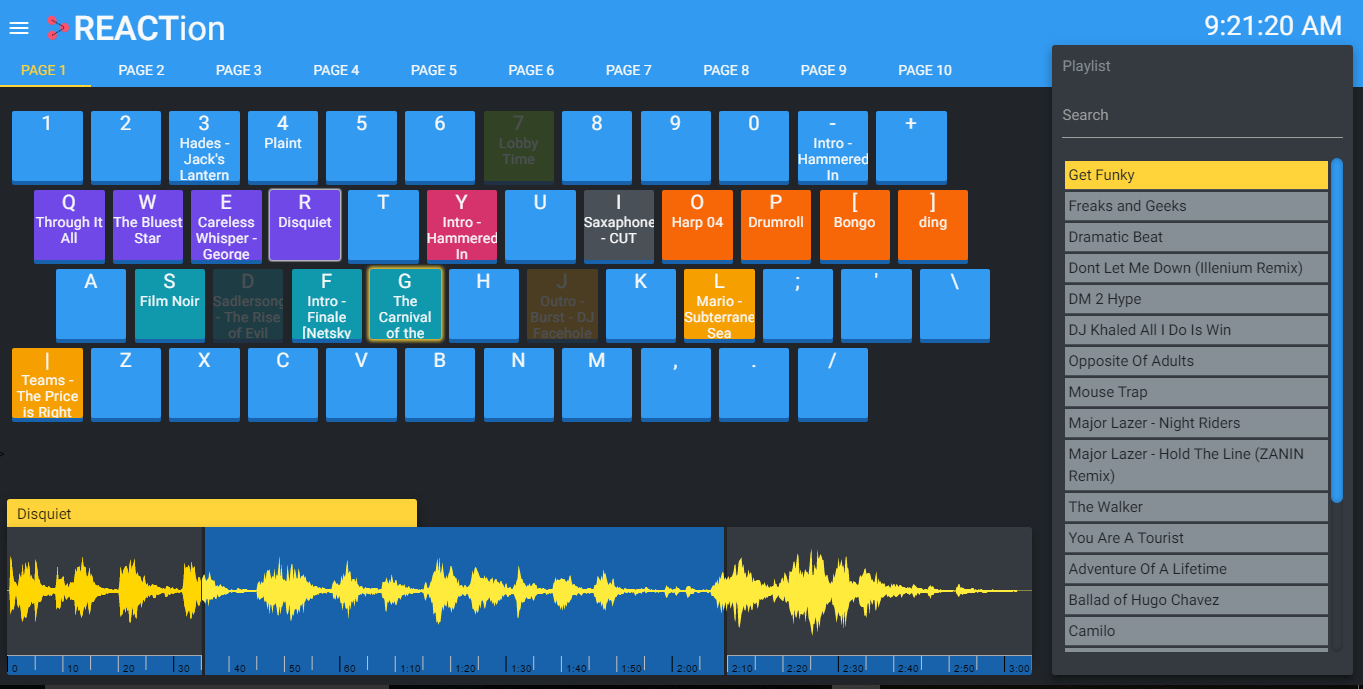 REACTion
9:21:20 AM
PAGE 1 PAGE 2 PAGE 3 PAGE 4 PAGE 5 PAGE 6 PAGE 7 PAGE 8 PAGE 9 PAGE 10
1 2 3 4 5 6 7 8 9 0 - +
Hades - Jack's Lantern
Plaint
Lobby Time
Intro - Hammered In
Q W E R T Y U I O P [ ]
Through It All
The Bluest Star
Careless Whisper - George
Disquiet
Intro - Hammered In
Saxaphone - CUT
Harp 04
Drumroll
Bongo
ding
A S D F G H J K L ; ' \
Film Noir
Sadlersong - The Rise of Evil
Intro - Finale [Netsky
The Carnival of the
Outro - Burst - DJ Facehole
Mario - Subterrane Sea
| Z X C V B N M , . /
Teams - The Price is Right
>
Disquiet
0 10 20 30 40 50 60 1:10 1:20 1:30 1:40 1:50 2:00 2:10 2:20 2:30 2:40 2:50 3:00
Playlist
Search
Get Funky
Freaks and Geeks
Dramatic Beat
Dont Let Me Down (Illenium Remix)
DM 2 Hype
DJ Khaled All I Do Is Win
Opposite Of Adults
Mouse Trap
Major Lazer - Night Riders
Major Lazer - Hold The Line (ZANIN
Remix)
The Walker
You Are A Tourist
Adventure Of A Lifetime
Ballad of Hugo Chavez
Camilo